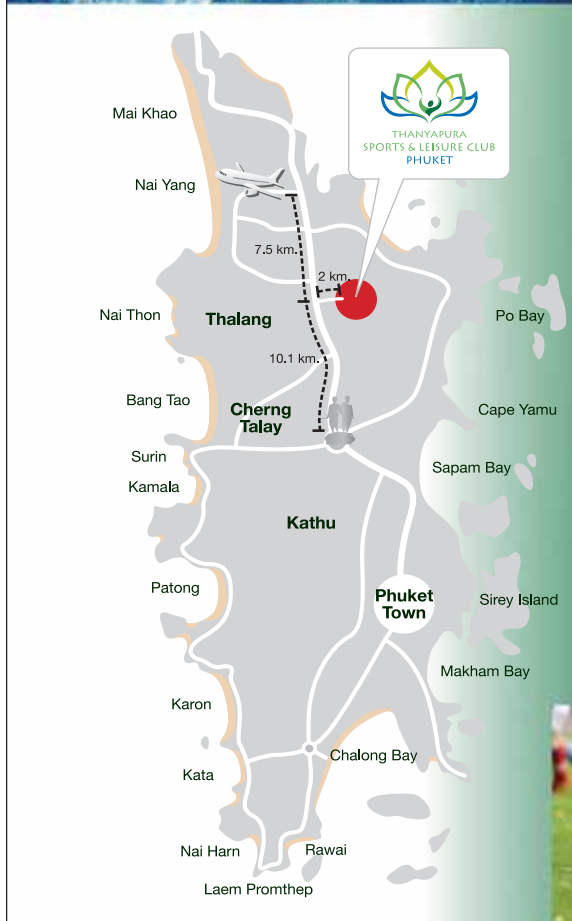 THANYAPURA
SPORTS & LEISURE CLUB
PHUKET
Mai Khao
Nai Yang
7.5 km.
2 km.
Nai Thon
Thalang
Po Bay
10.1 km.
Bang Tao
Cherng
Talay
Cape Yamu
Surin
Sapam Bay
Kamala
Kathu
Patong
Phuket
Town
Sirey Island
Makham Bay
Karon
Chalong Bay
Kata
Nai Harn
Rawai
Laem Promthep